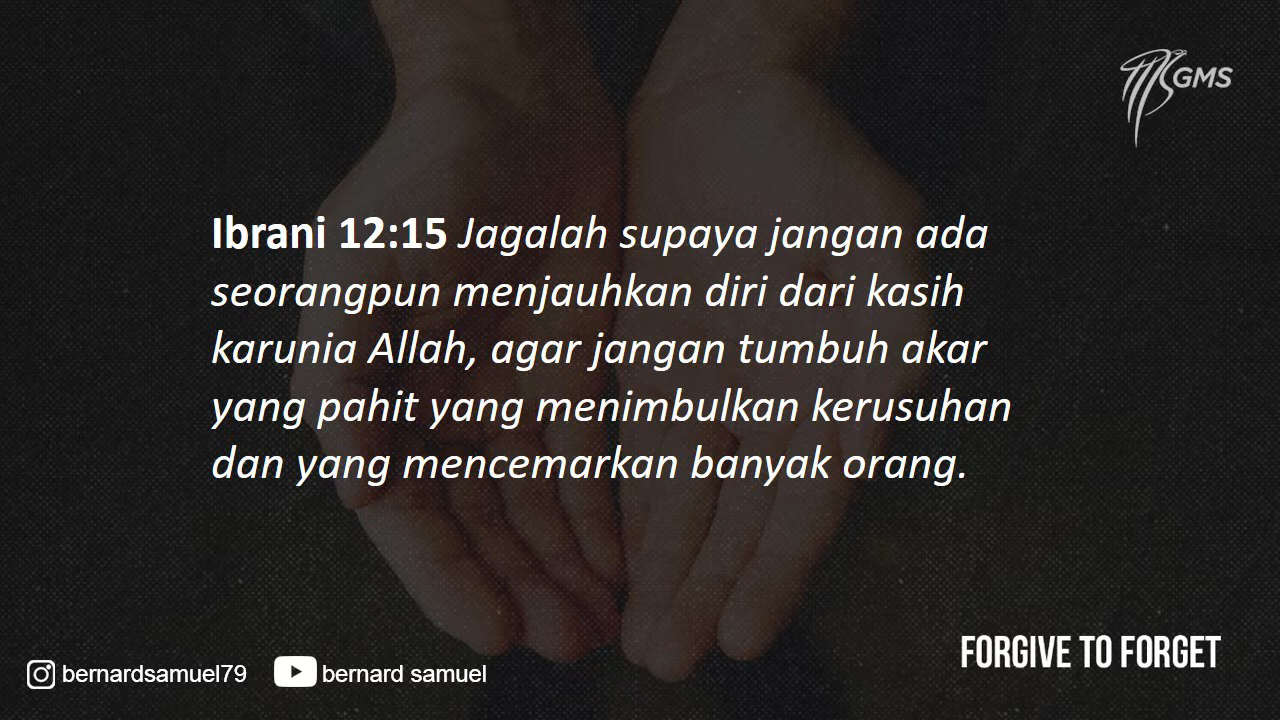 GMS
Ibrani 12:15 Jagalah supaya jangan ada
seorangpun menjauhkan diri dari kasih
karunia Allah, agar jangan tumbuh akar
yang pahit yang menimbulkan kerusuhan
dan yang mencemarkan banyak orang.
FORGIVE TO FORGET
bernardsamuel79 bernard samuel